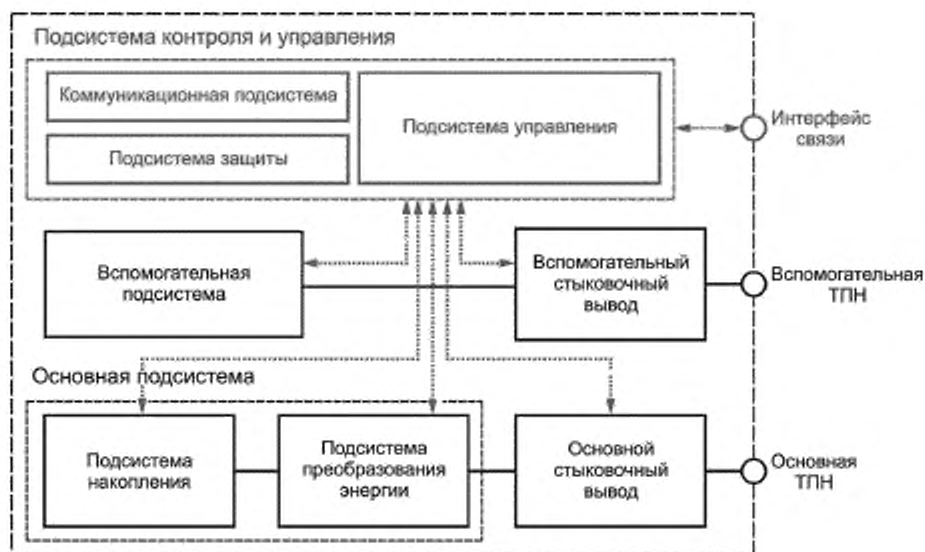 Подсистема контроля и управления
Коммуникационная подсистема
Подсистема защиты
Подсистема управления
Интерфейс
связи
Вспомогательная
подсистема
Вспомогательный
стыковочный
вывод
Вспомогательная
ТПН
Основная подсистема
Подсистема
накопления
Подсистема
преобразования
энергии
Основной
стыковочный
вывод
Основная
ТПН